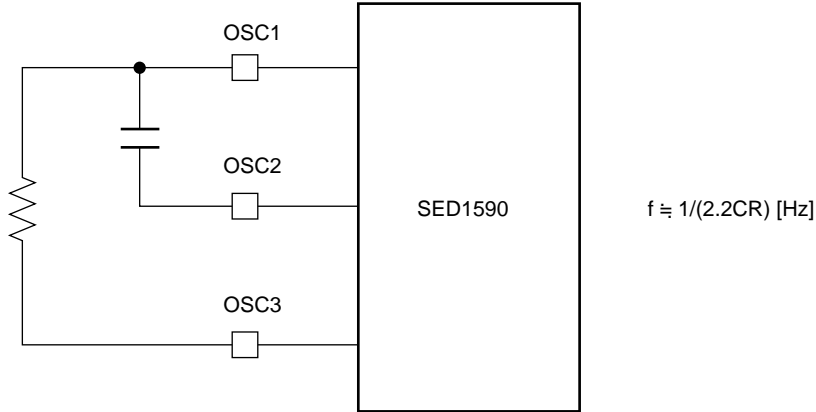 OSC1
OSC2
SED1590
f ≒ 1/(2.2CR) [Hz]
OSC3